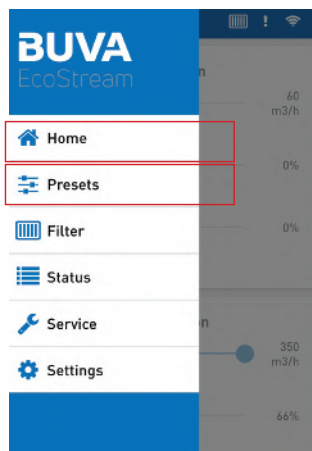 BUVA
EcoStream
n
60
m3/h
Home
0%
Presets
Filter
0%
Status
Service
n
350
m3/h
Settings
66%